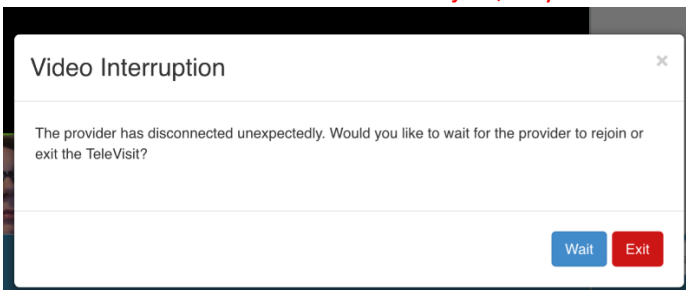 Video Interruption
×
The provider has disconnected unexpectedly. Would you like to wait for the provider to rejoin or
exit the TeleVisit?
Wait
Exit